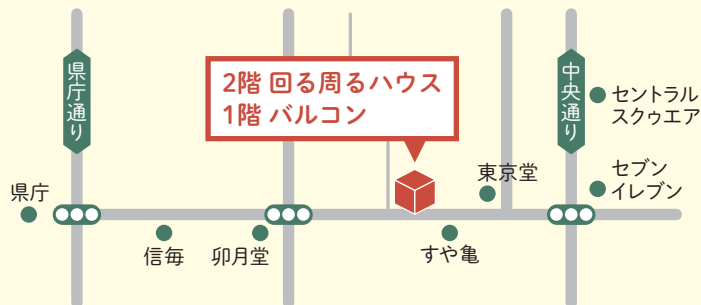 県庁通り
2階 回る周るハウス
1階 バルコン
中央通り
セントラル
スクゥエア
県庁
東京堂
セブン
イレブン
信毎
卯月堂
すや亀